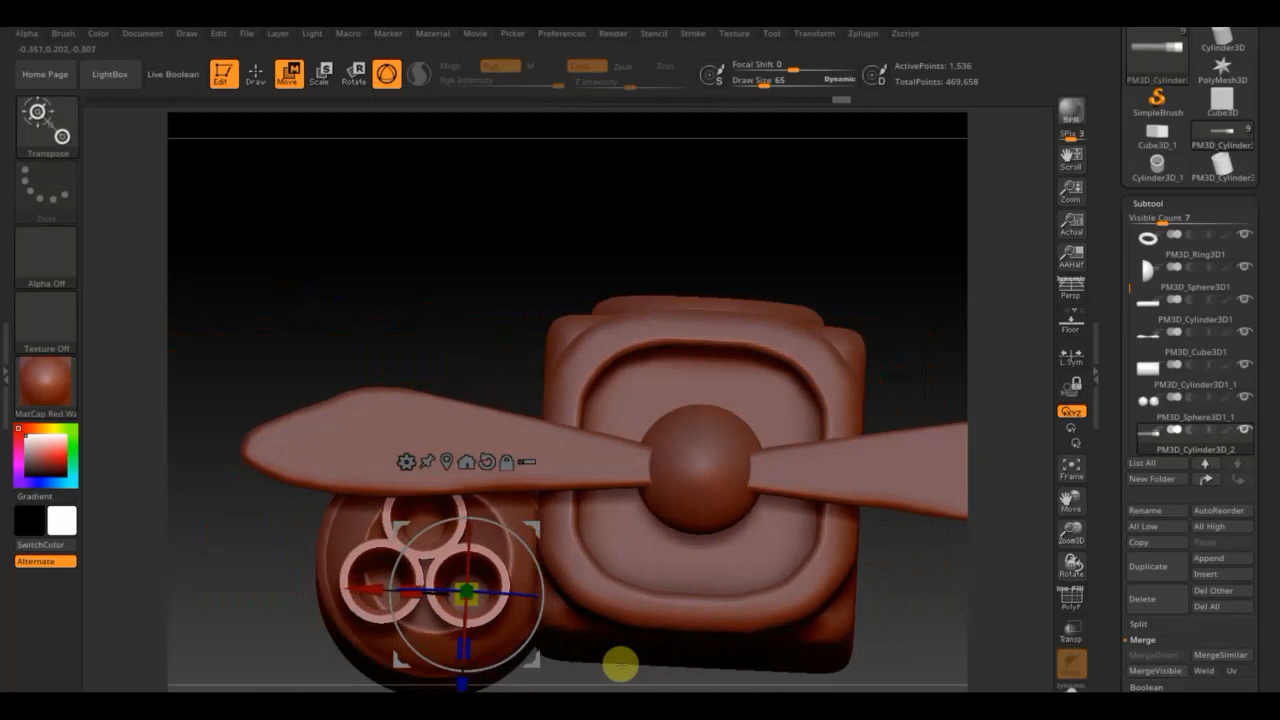 Alpha Brush Color Document Draw Edit File Layer Light Macro Marker Material Movie Picker Preferences Render Stencil Stroke Texture Tool Transform Zplugin Zscript
-0.351,0.202,-0.307
Home Page LightBox Live Boolean Edit Draw Move Scale Rotate
Mrgb M
Rgb Intensity
Zsub Zcut
Z Intensity
Focal Shift 0
Draw Size 65 Dynamic
ActivePoints: 1,536
TotalPoints: 469,658
S
D
Transpose
Dots
Alpha Off
Texture Off
MatCap Red Wa
Gradient
SwitchColor
Alternate
BPR
SPix 3
Scroll
Zoom
Actual
AAHalf
Dynamic
Persp
Floor
L.Sym
XYZ
Frame
Move
Zoom3D
Rotate
PolyF
Transp
9
Cylinder3D
PM3D_Cylinder
PolyMesh3D
SimpleBrush Cube3D
9
Cube3D_1 PM3D_Cylinder
Cylinder3D_1 PM3D_Cylinder
Subtool
Visible Count 7
PM3D_Ring3D1
PM3D_Sphere3D1
PM3D_Cylinder3D1
PM3D_Cube3D1
PM3D_Cylinder3D1_1
PM3D_Sphere3D1_1
PM3D_Cylinder3D_2
List All
New Folder
Rename AutoReorder
All Low All High
Copy Paste
Duplicate Append
Insert
Delete Del Other
Del All
Split
Merge
MergeDown MergeSimilar
MergeVisible Weld Uv
Boolean